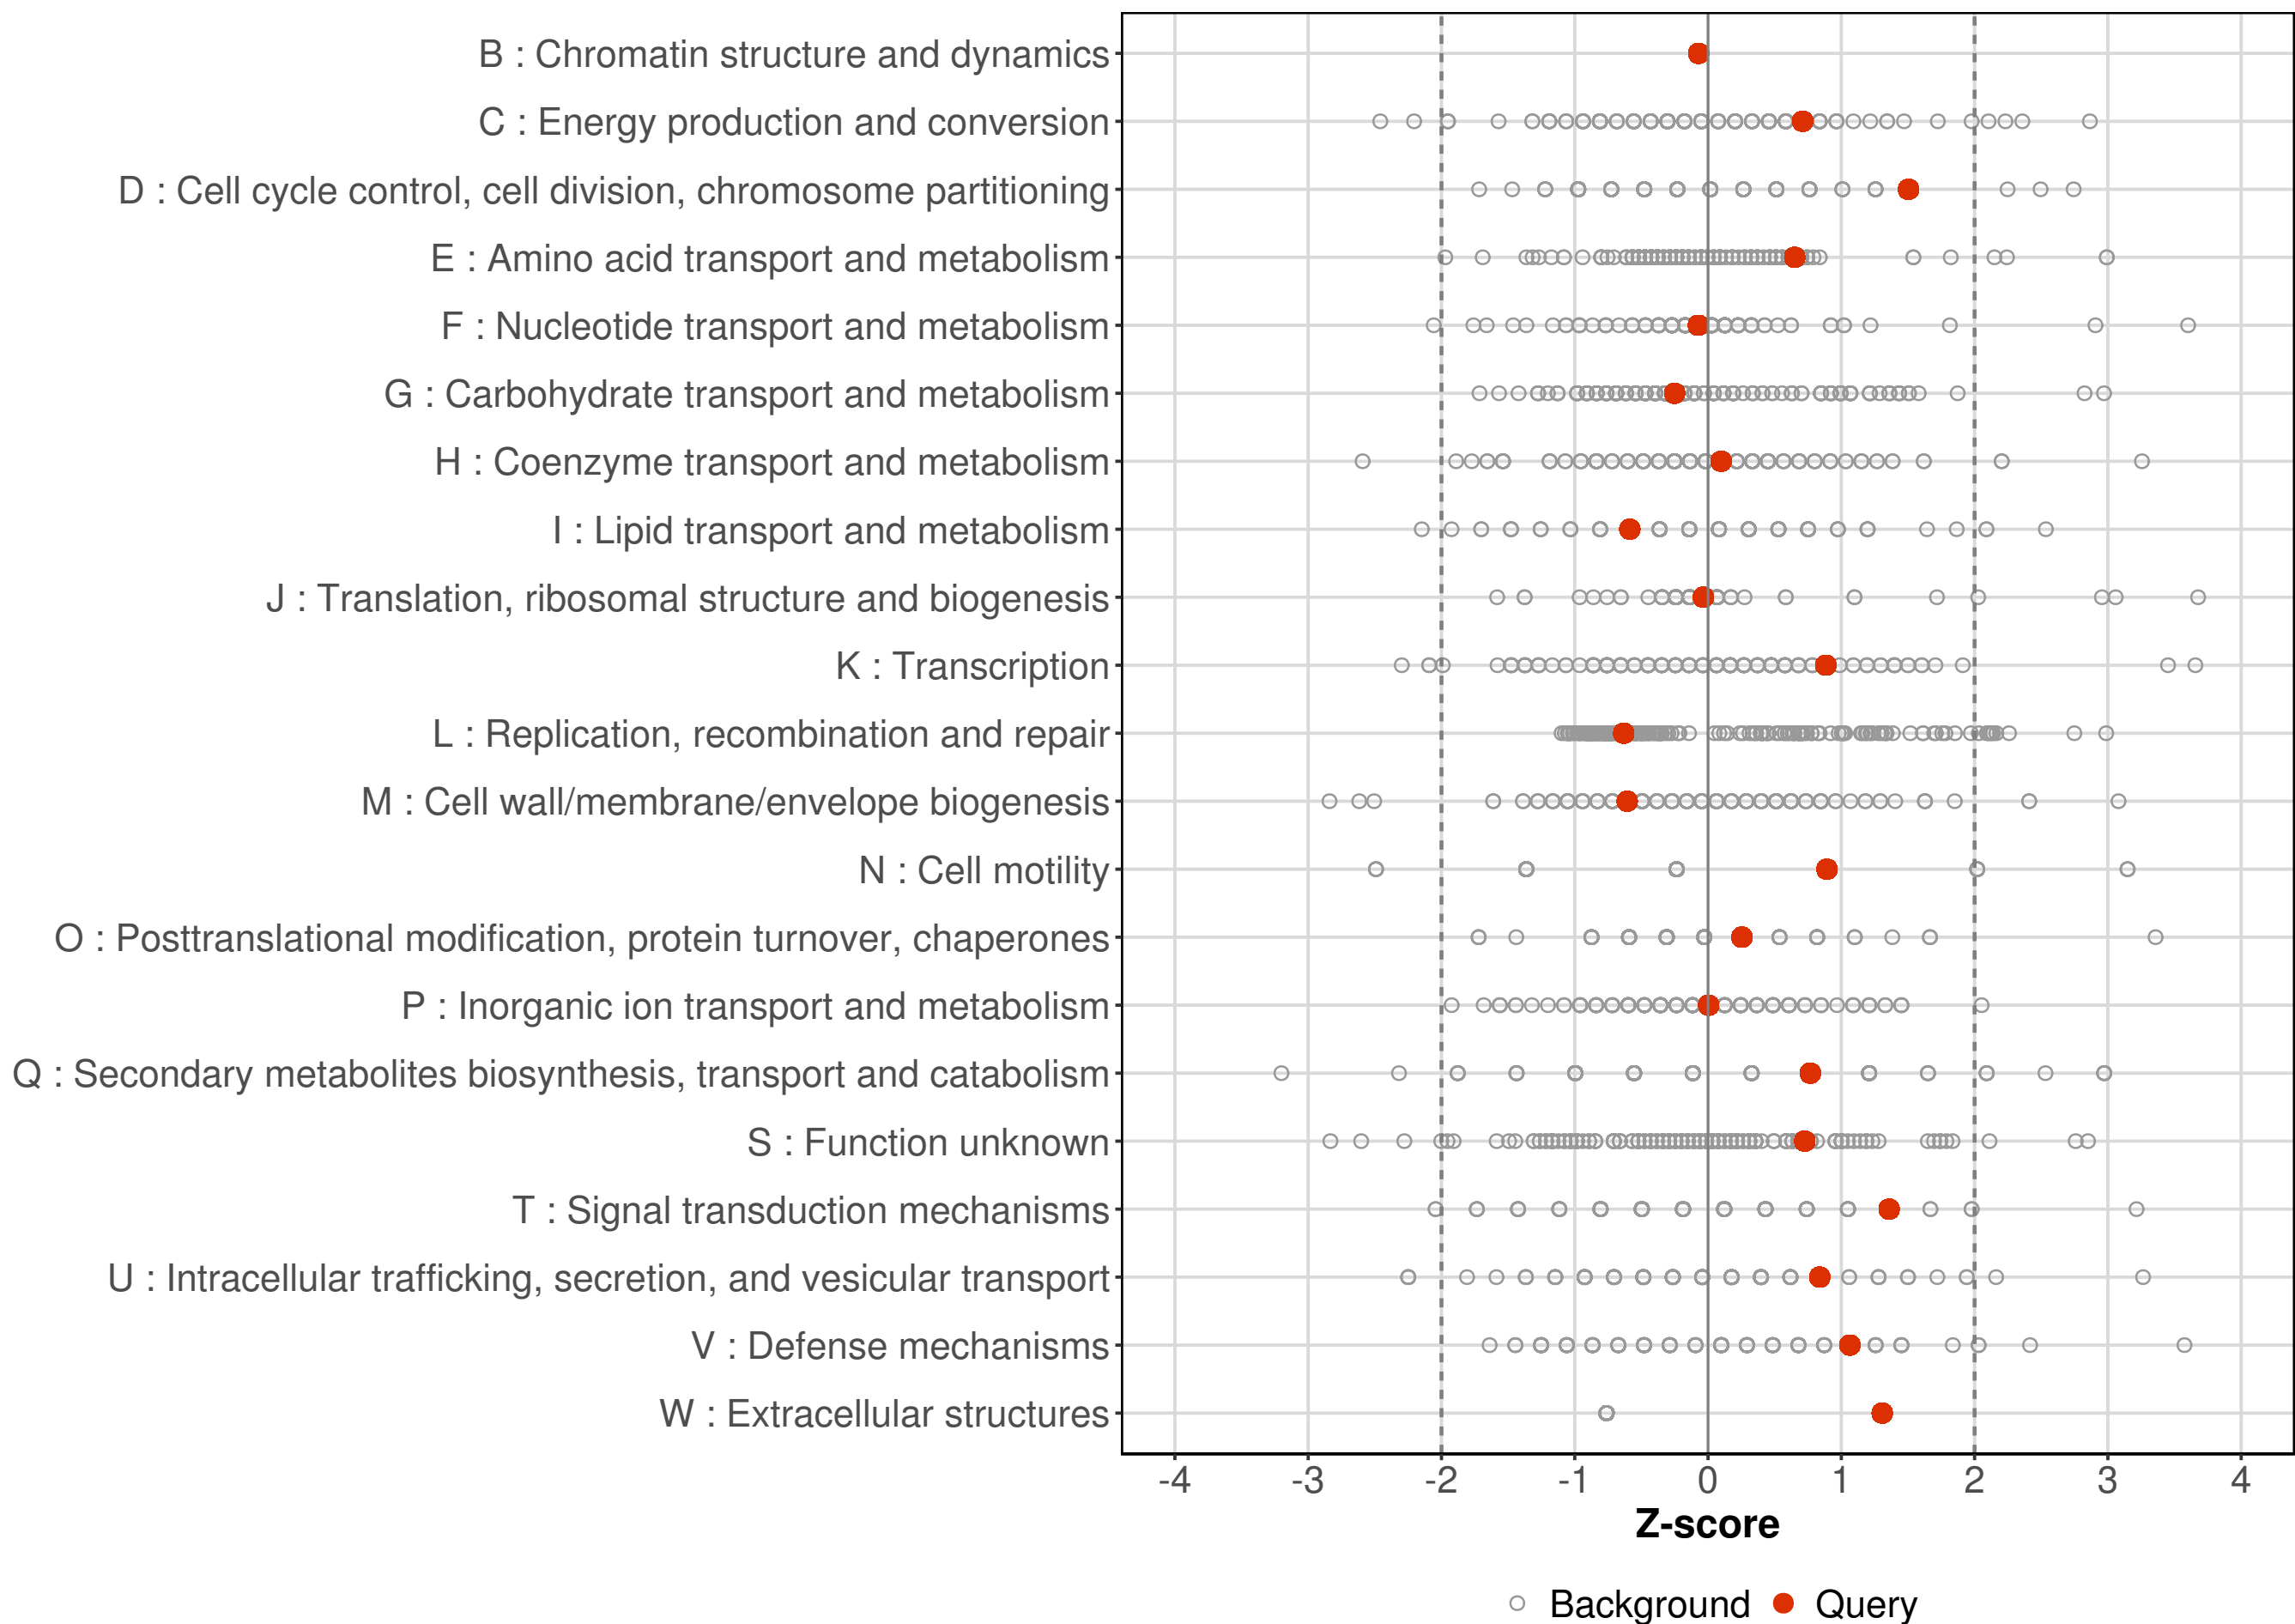 B : Chromatin structure and dynamics
C : Energy production and conversion
D : Cell cycle control, cell division, chromosome partitioning
E : Amino acid transport and metabolism
F : Nucleotide transport and metabolism
G : Carbohydrate transport and metabolism
H : Coenzyme transport and metabolism
I : Lipid transport and metabolism
J : Translation, ribosomal structure and biogenesis
K : Transcription
L : Replication, recombination and repair
M : Cell wall/membrane/envelope biogenesis
N : Cell motility
O : Posttranslational modification, protein turnover, chaperones
P : Inorganic ion transport and metabolism
Q : Secondary metabolites biosynthesis, transport and catabolism
S : Function unknown
T : Signal transduction mechanisms
U : Intracellular trafficking, secretion, and vesicular transport
V : Defense mechanisms
W : Extracellular structures
-4 -3 -2 -1 0 1 2 3 4
Z-score
Background Query